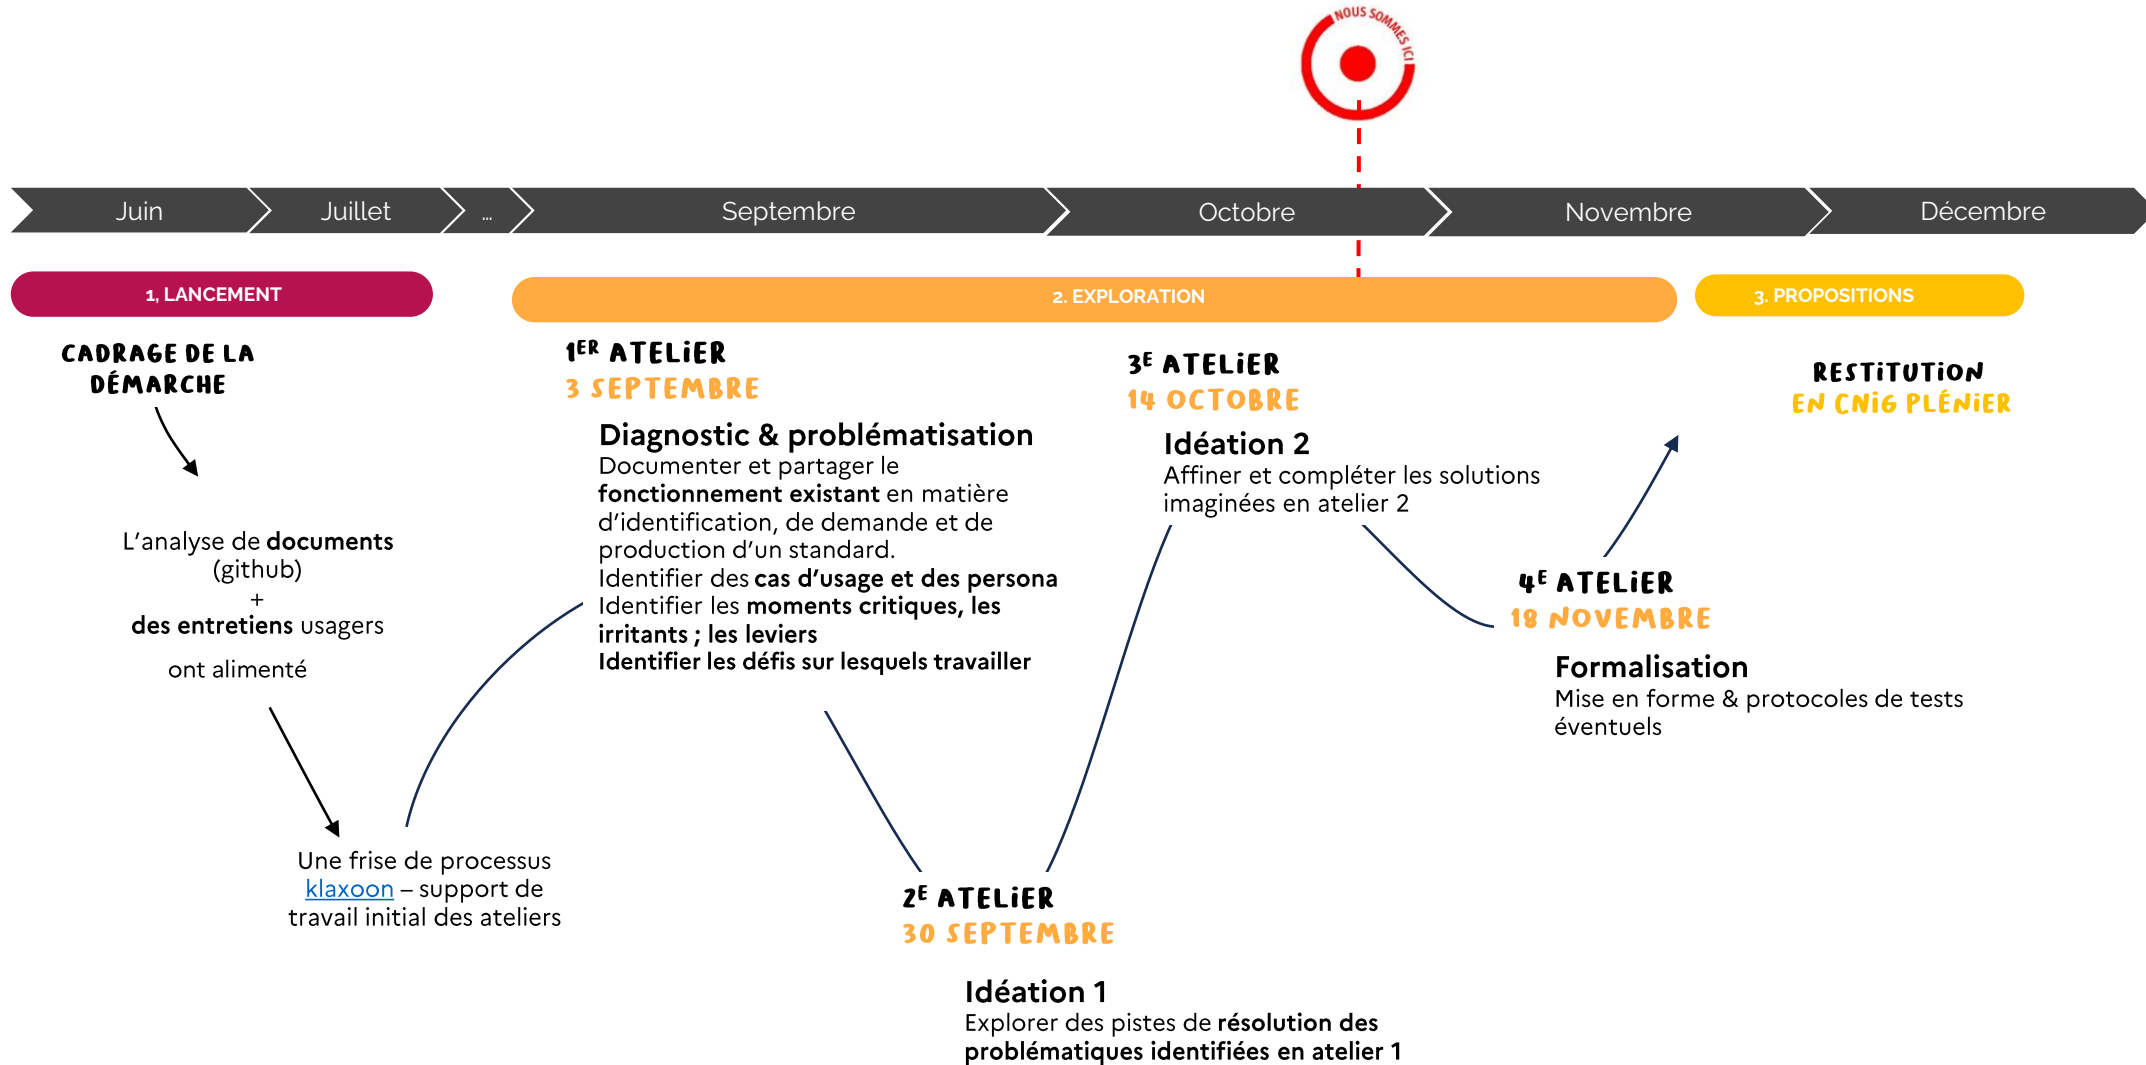 NOUS SOMMES ICI
Juin
Juillet
...
Septembre
Octobre
Novembre
Décembre
1, LANCEMENT
2. EXPLORATION
3. PROPOSITIONS
CADRAGE DE LA
DÉMARCHE
L'analyse de documents
(github)
+
des entretiens usagers
ont alimenté
Une frise de processus
klaxoon – support de
travail initial des ateliers
1ER ATELiER
3 SEPTEMBRE
Diagnostic & problématisation
Documenter et partager le
fonctionnement existant en matière
d'identification, de demande et de
production d'un standard.
Identifier des cas d'usage et des persona
Identifier les moments critiques, les
irritants ; les leviers
Identifier les défis sur lesquels travailler
2E ATELiER
30 SEPTEMBRE
Idéation 1
Explorer des pistes de résolution des
problématiques identifiées en atelier 1
3E ATELiER
14 OCTOBRE
Idéation 2
Affiner et compléter les solutions
imaginées en atelier 2
4E ATELiER
18 NOVEMBRE
Formalisation
Mise en forme & protocoles de tests
éventuels
RESTiTUTiON
EN CNiG PLÉNiER